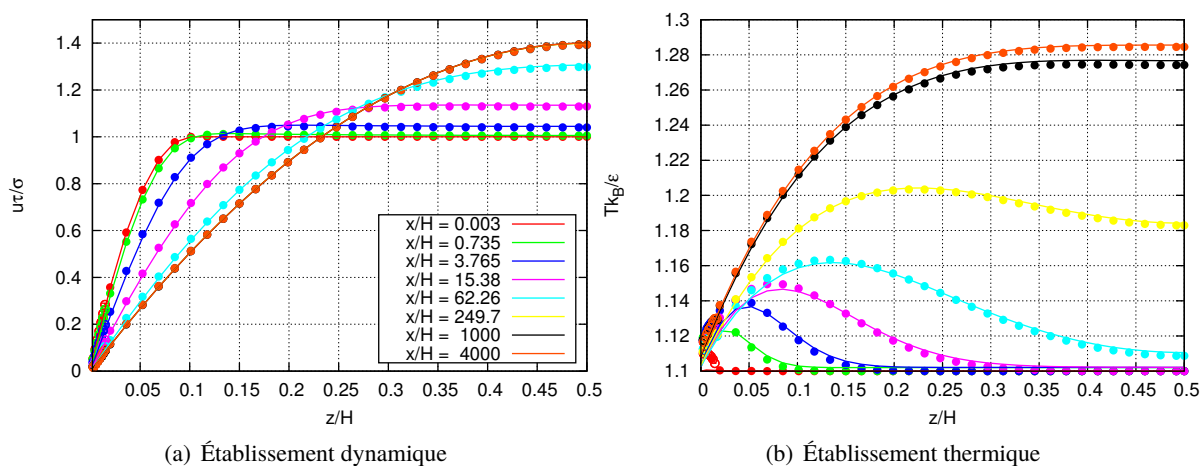 1.4
1.2
1
0.8
0.6
0.4
0.2
0
uτ/σ
0.05
0.1
0.15
0.2
0.25
0.3
0.35
0.4
0.45
0.5
z/H
x/H = 0.003
x/H = 0.735
x/H = 3.765
x/H = 15.38
x/H = 62.26
x/H = 249.7
x/H = 1000
x/H = 4000
(a) Établissement dynamique
1.3
1.28
1.26
1.24
1.22
1.2
1.18
1.16
1.14
1.12
1.1
TkB/ε
0
0.05
0.1
0.15
0.2
0.25
0.3
0.35
0.4
0.45
0.5
z/H
(b) Établissement thermique